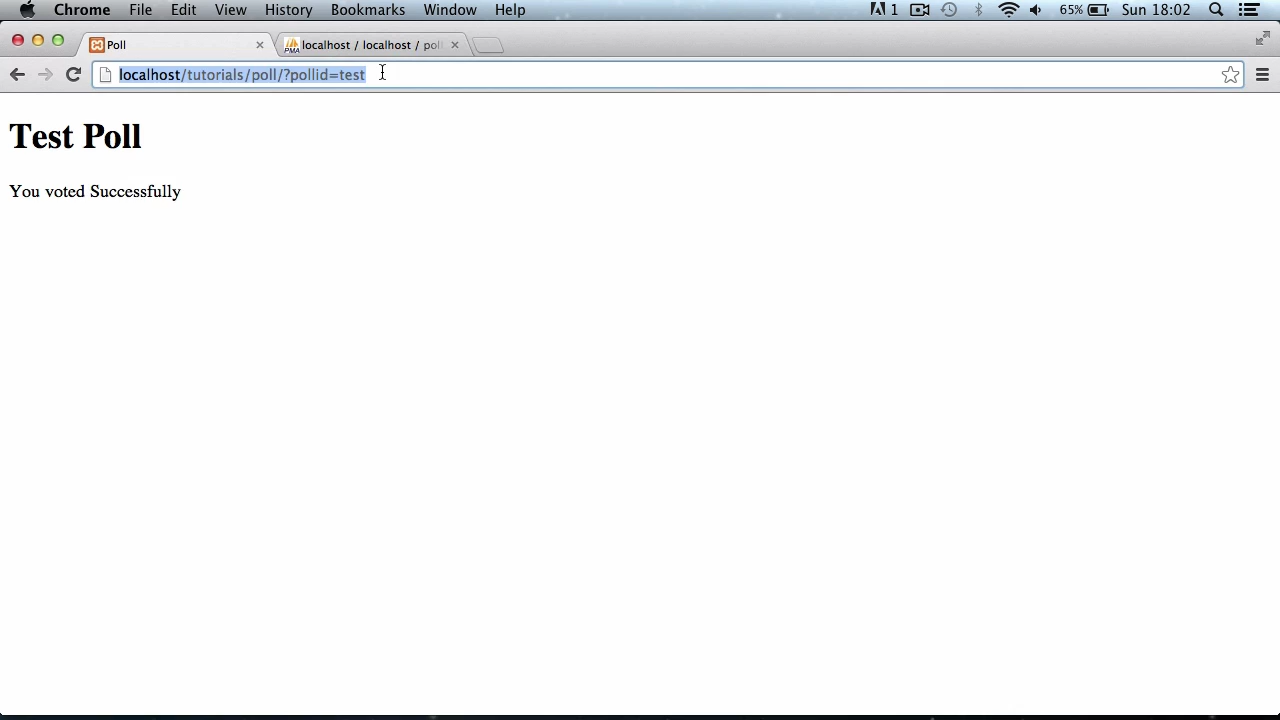 Chrome File Edit View History Bookmarks Window Help 1 65% Sun 18:02
Poll localhost / localhost / poll
localhost/tutorials/poll/?pollid=test
Test Poll
You voted Successfully